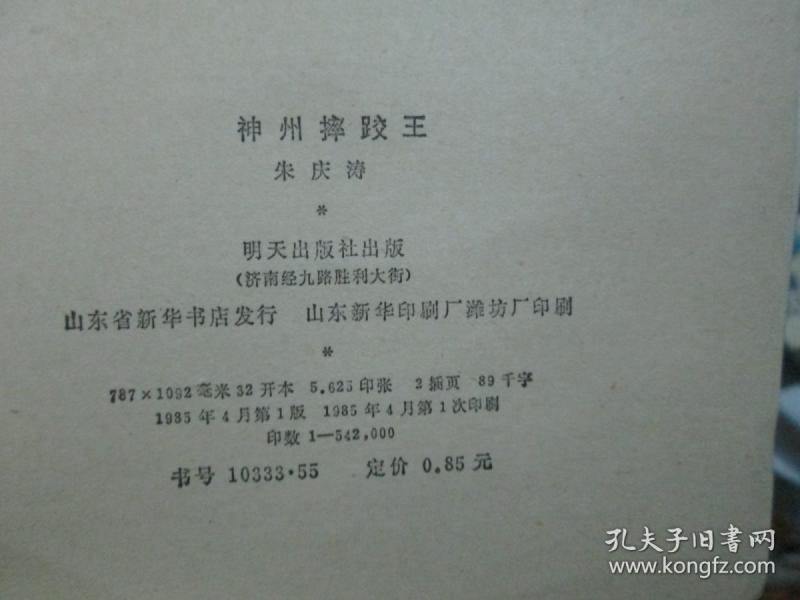 神州摔跤王
朱庆涛
*
明天出版社出版
（济南经九路胜利大街）
山东省新华书店发行 山东新华印刷厂潍坊厂印刷
*
787×1092毫米32开本 5.625印张 2插页 89千字
1985年4月第1版 1985年4月第1次印刷
印数1—542,000
书号 10333·55 定价 0.85元
孔夫子旧書网
www.kongfz.com